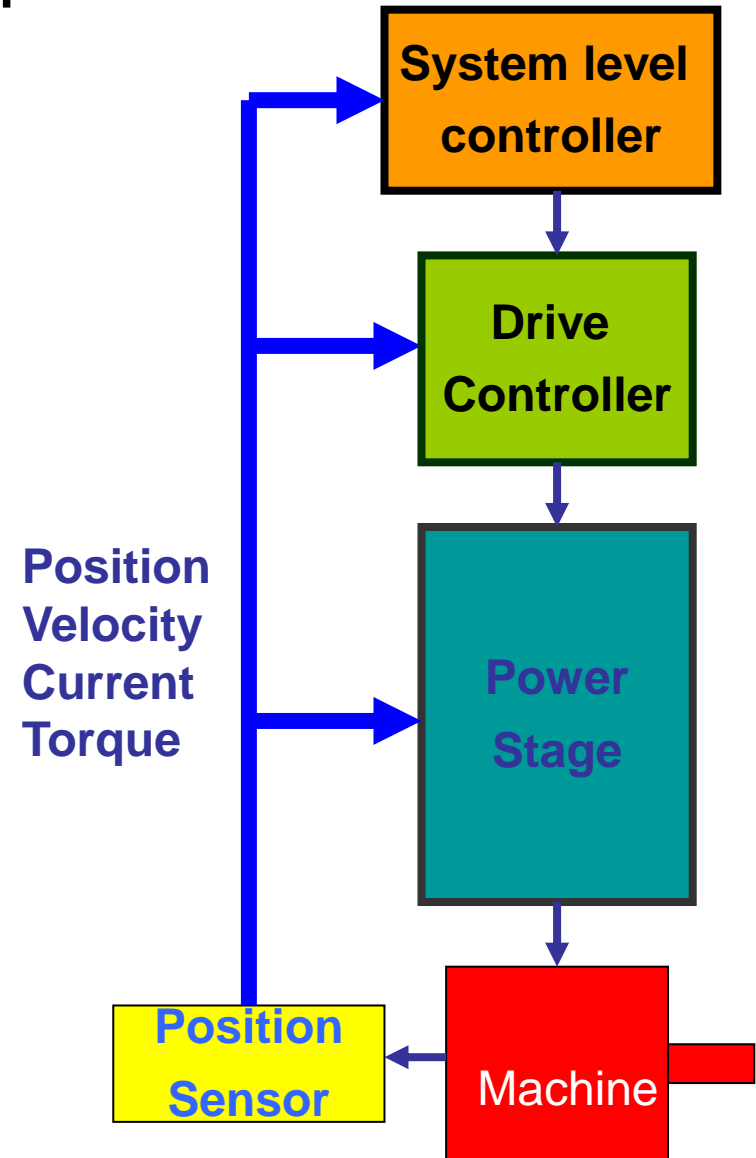 System level
controller
Drive
Controller
Position
Velocity
Current
Torque
Power
Stage
Position
Sensor
Machine